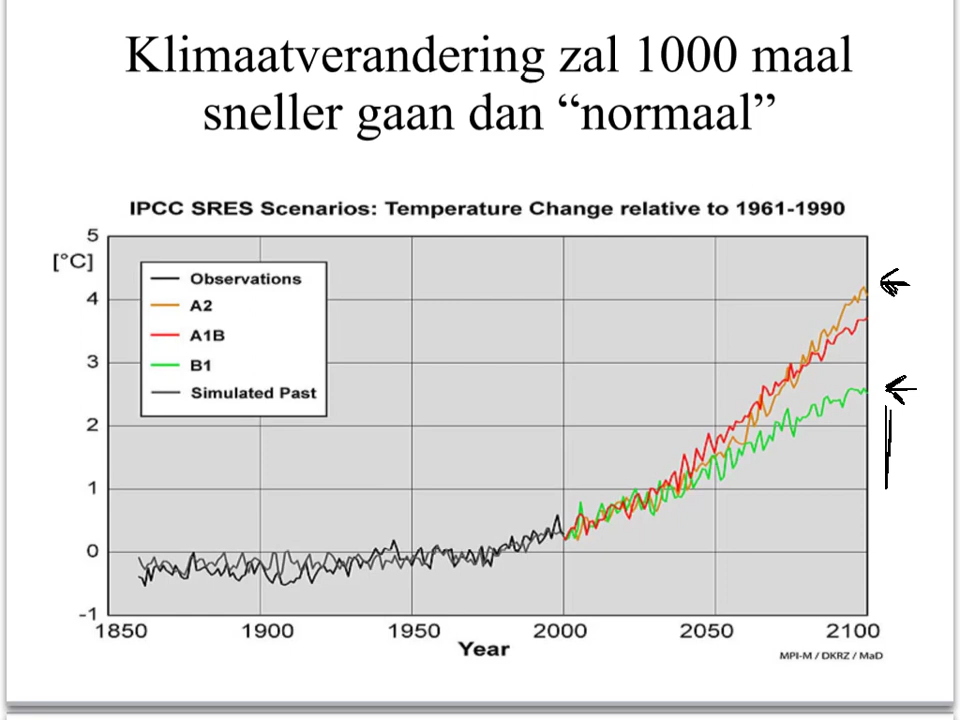 Klimaatverandering zal 1000 maal
sneller gaan dan “normaal”
IPCC SRES Scenarios: Temperature Change relative to 1961-1990
5
[°C]
4
3
2
1
0
-1
Observations
A2
A1B
B1
Simulated Past
1850 1900 1950 2000 2050 2100
Year
MPI-M / DKRZ / MaD